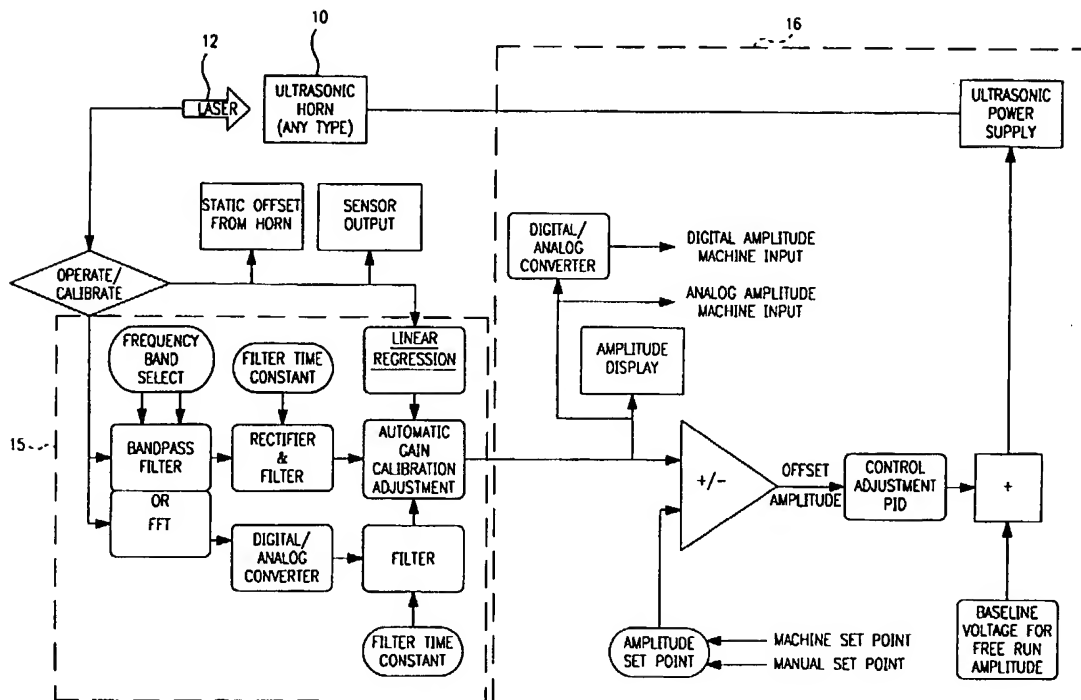 10
16
12
LASER
ULTRASONIC
HORN
(ANY TYPE)
ULTRASONIC
POWER
SUPPLY
STATIC OFFSET
FROM HORN
SENSOR
OUTPUT
DIGITAL/
ANALOG
CONVERTER
DIGITAL AMPLITUDE
MACHINE INPUT
OPERATE/
CALIBRATE
ANALOG AMPLITUDE
MACHINE INPUT
FREQUENCY
BAND
SELECT
FILTER TIME
CONSTANT
LINEAR
REGRESSION
AMPLITUDE
DISPLAY
15
BANDPASS
FILTER
OR
FFT
RECTIFIER
&
FILTER
AUTOMATIC
GAIN
CALIBRATION
ADJUSTMENT
+/-
OFFSET
AMPLITUDE
CONTROL
ADJUSTMENT
PID
+
DIGITAL/
ANALOG
CONVERTER
FILTER
FILTER TIME
CONSTANT
AMPLITUDE
SET POINT
MACHINE SET POINT
MANUAL SET POINT
BASELINE
VOLTAGE FOR
FREE RUN
AMPLITUDE